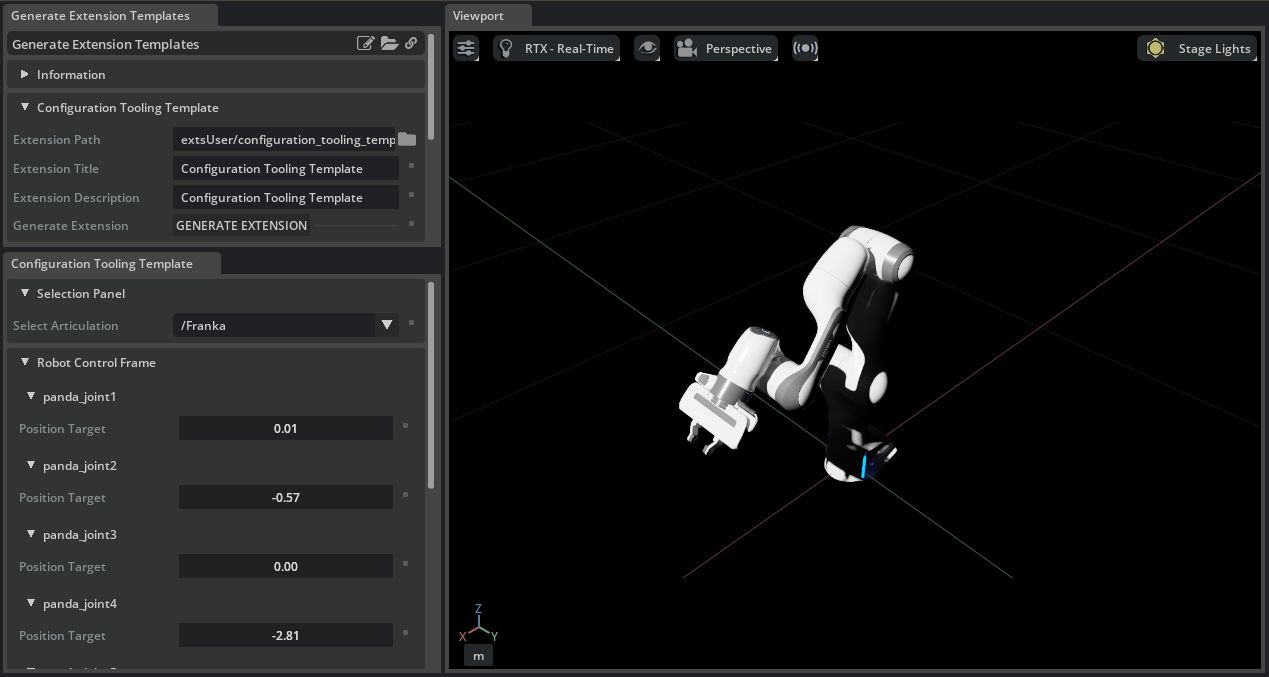 Generate Extension Templates
Generate Extension Templates
Information
Configuration Tooling Template
Extension Path extsUser/configuration_tooling_temp
Extension Title Configuration Tooling Template
Extension Description Configuration Tooling Template
Generate Extension GENERATE EXTENSION
Configuration Tooling Template
Selection Panel
Select Articulation /Franka
Robot Control Frame
panda_joint1
Position Target 0.01
panda_joint2
Position Target -0.57
panda_joint3
Position Target 0.00
panda_joint4
Position Target -2.81
Viewport
RTX - Real-Time Perspective Stage Lights
Z
X Y
m